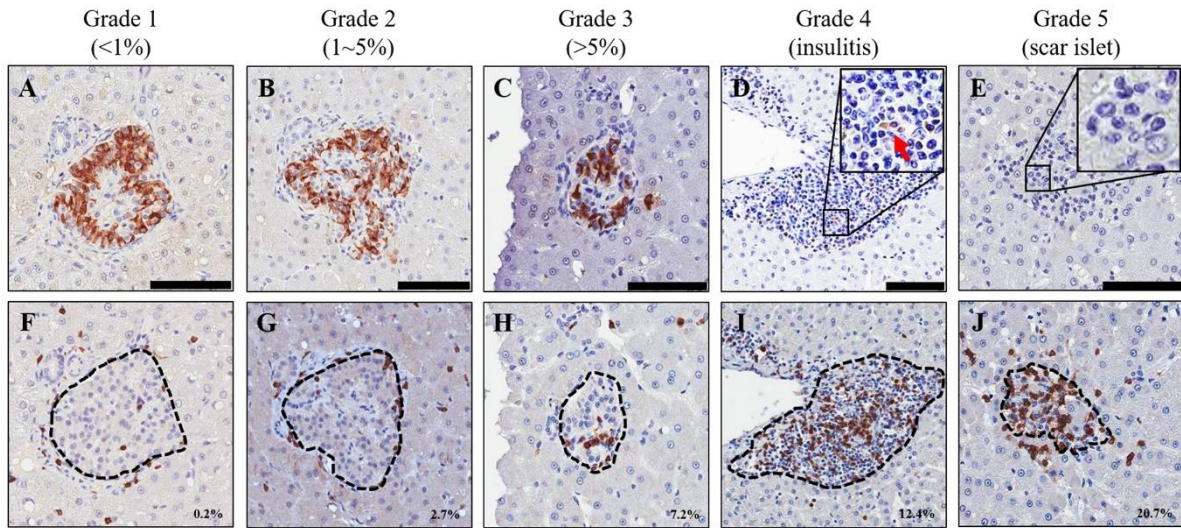 Grade 1 Grade 2 Grade 3 Grade 4 Grade 5
(<1%) (1~5%) (>5%) (insulitis) (scar islet)
A B C D E
F G H I J
0.2% 2.7% 7.2% 12.4% 20.7%